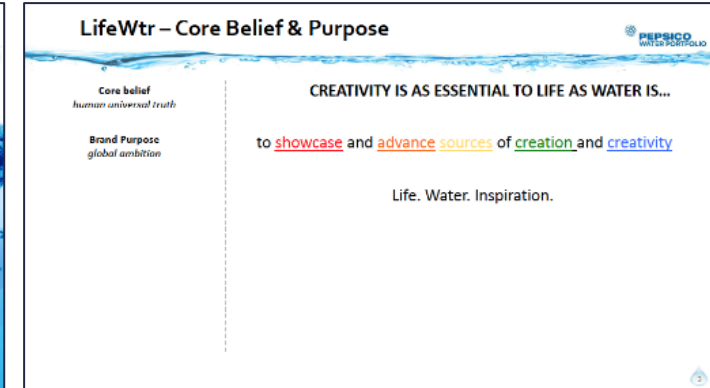 LifeWtr – Core Belief & Purpose
PEPSICO
WATER PORTFOLIO
Core belief
human universal truth
CREATIVITY IS AS ESSENTIAL TO LIFE AS WATER IS...
Brand Purpose
global ambition
to showcase and advance sources of creation and creativity
Life. Water. Inspiration.
3